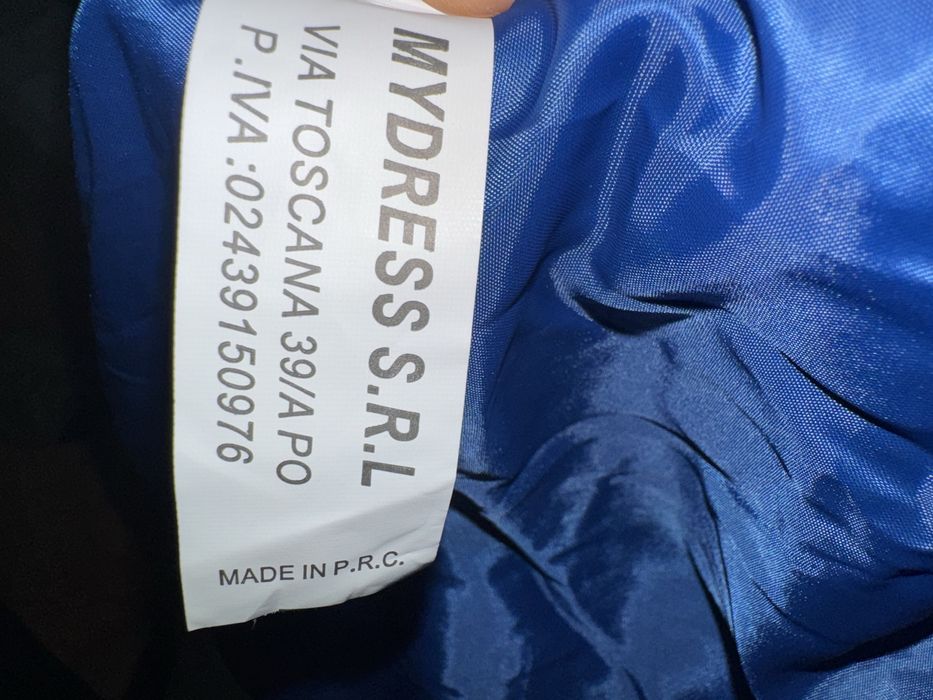 MYDRESS S.R.L
VIA TOSCANA 39/A PO
P.IVA:02439150976
MADE IN P.R.C.